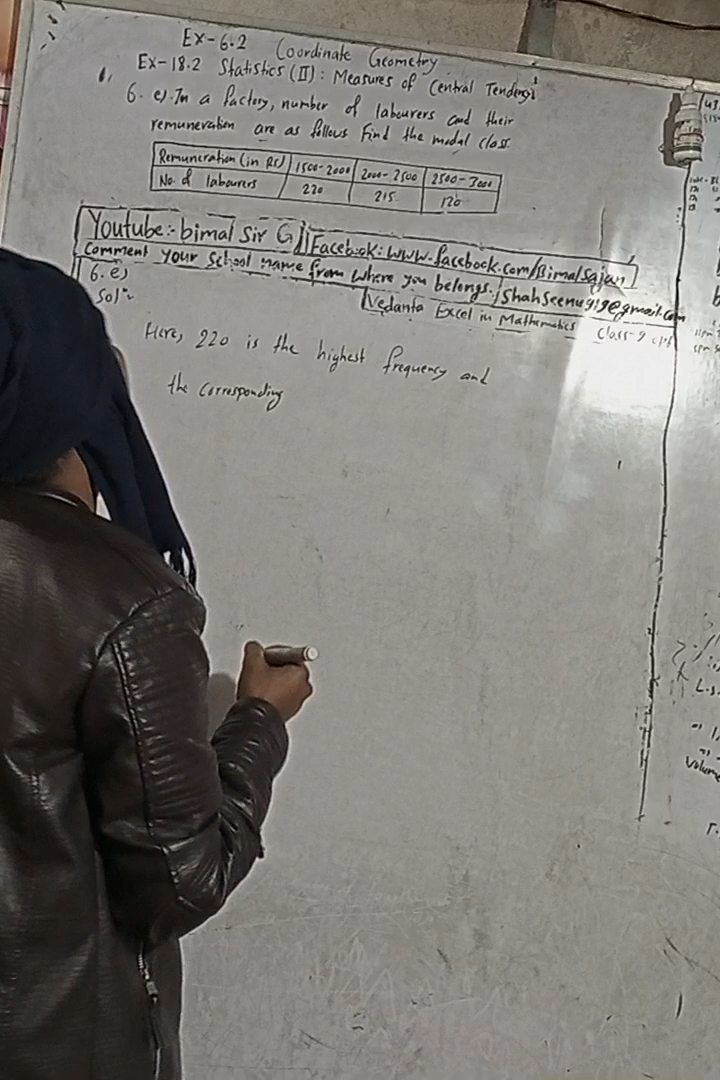 Ex-6.2 Coordinate Geometry
Ex-18.2 Statistics (II): Measures of Central Tendency
6. e). In a factory, number of labourers and their
remuneration are as follows Find the modal class.
Remuneration (in Rs) 1500-2000 2000-2500 2500-3000
No. of labourers 220 215 120
Youtube:- bimal Sir G Facebook: www.facebook.com/BimalSajan
Comment your School name from where you belongs. Shahseenu919@gmail.com
6. e) Vedanta Excel in Mathematics Class-9
Solⁿ:
Here, 220 is the highest frequency and
the corresponding
L.S.
Volume